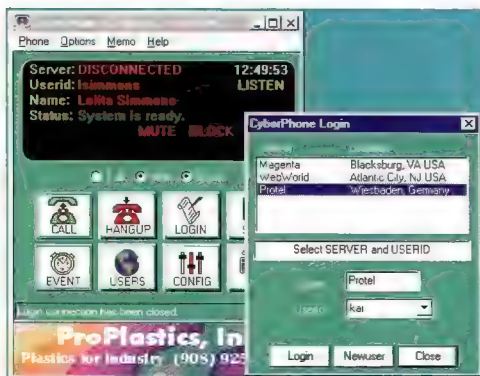 Phone Options Memo Help
Server: DISCONNECTED 12:49:53
Userid: lsimmons LISTEN
Name: Lolita Simmons
Status: System is ready.
MUTE BLOCK
CALL HANGUP LOGIN
EVENT USERS CONFIG
Login connection has been closed.
ProPlastics, In
Plastics for Industry (908) 925
CyberPhone Login
Magenta Blacksburg, VA USA
WebWorld Atlantic City, NJ USA
Protel Wiesbaden, Germany
Select SERVER and USERID
Protel
Userid kai
Login Newuser Close